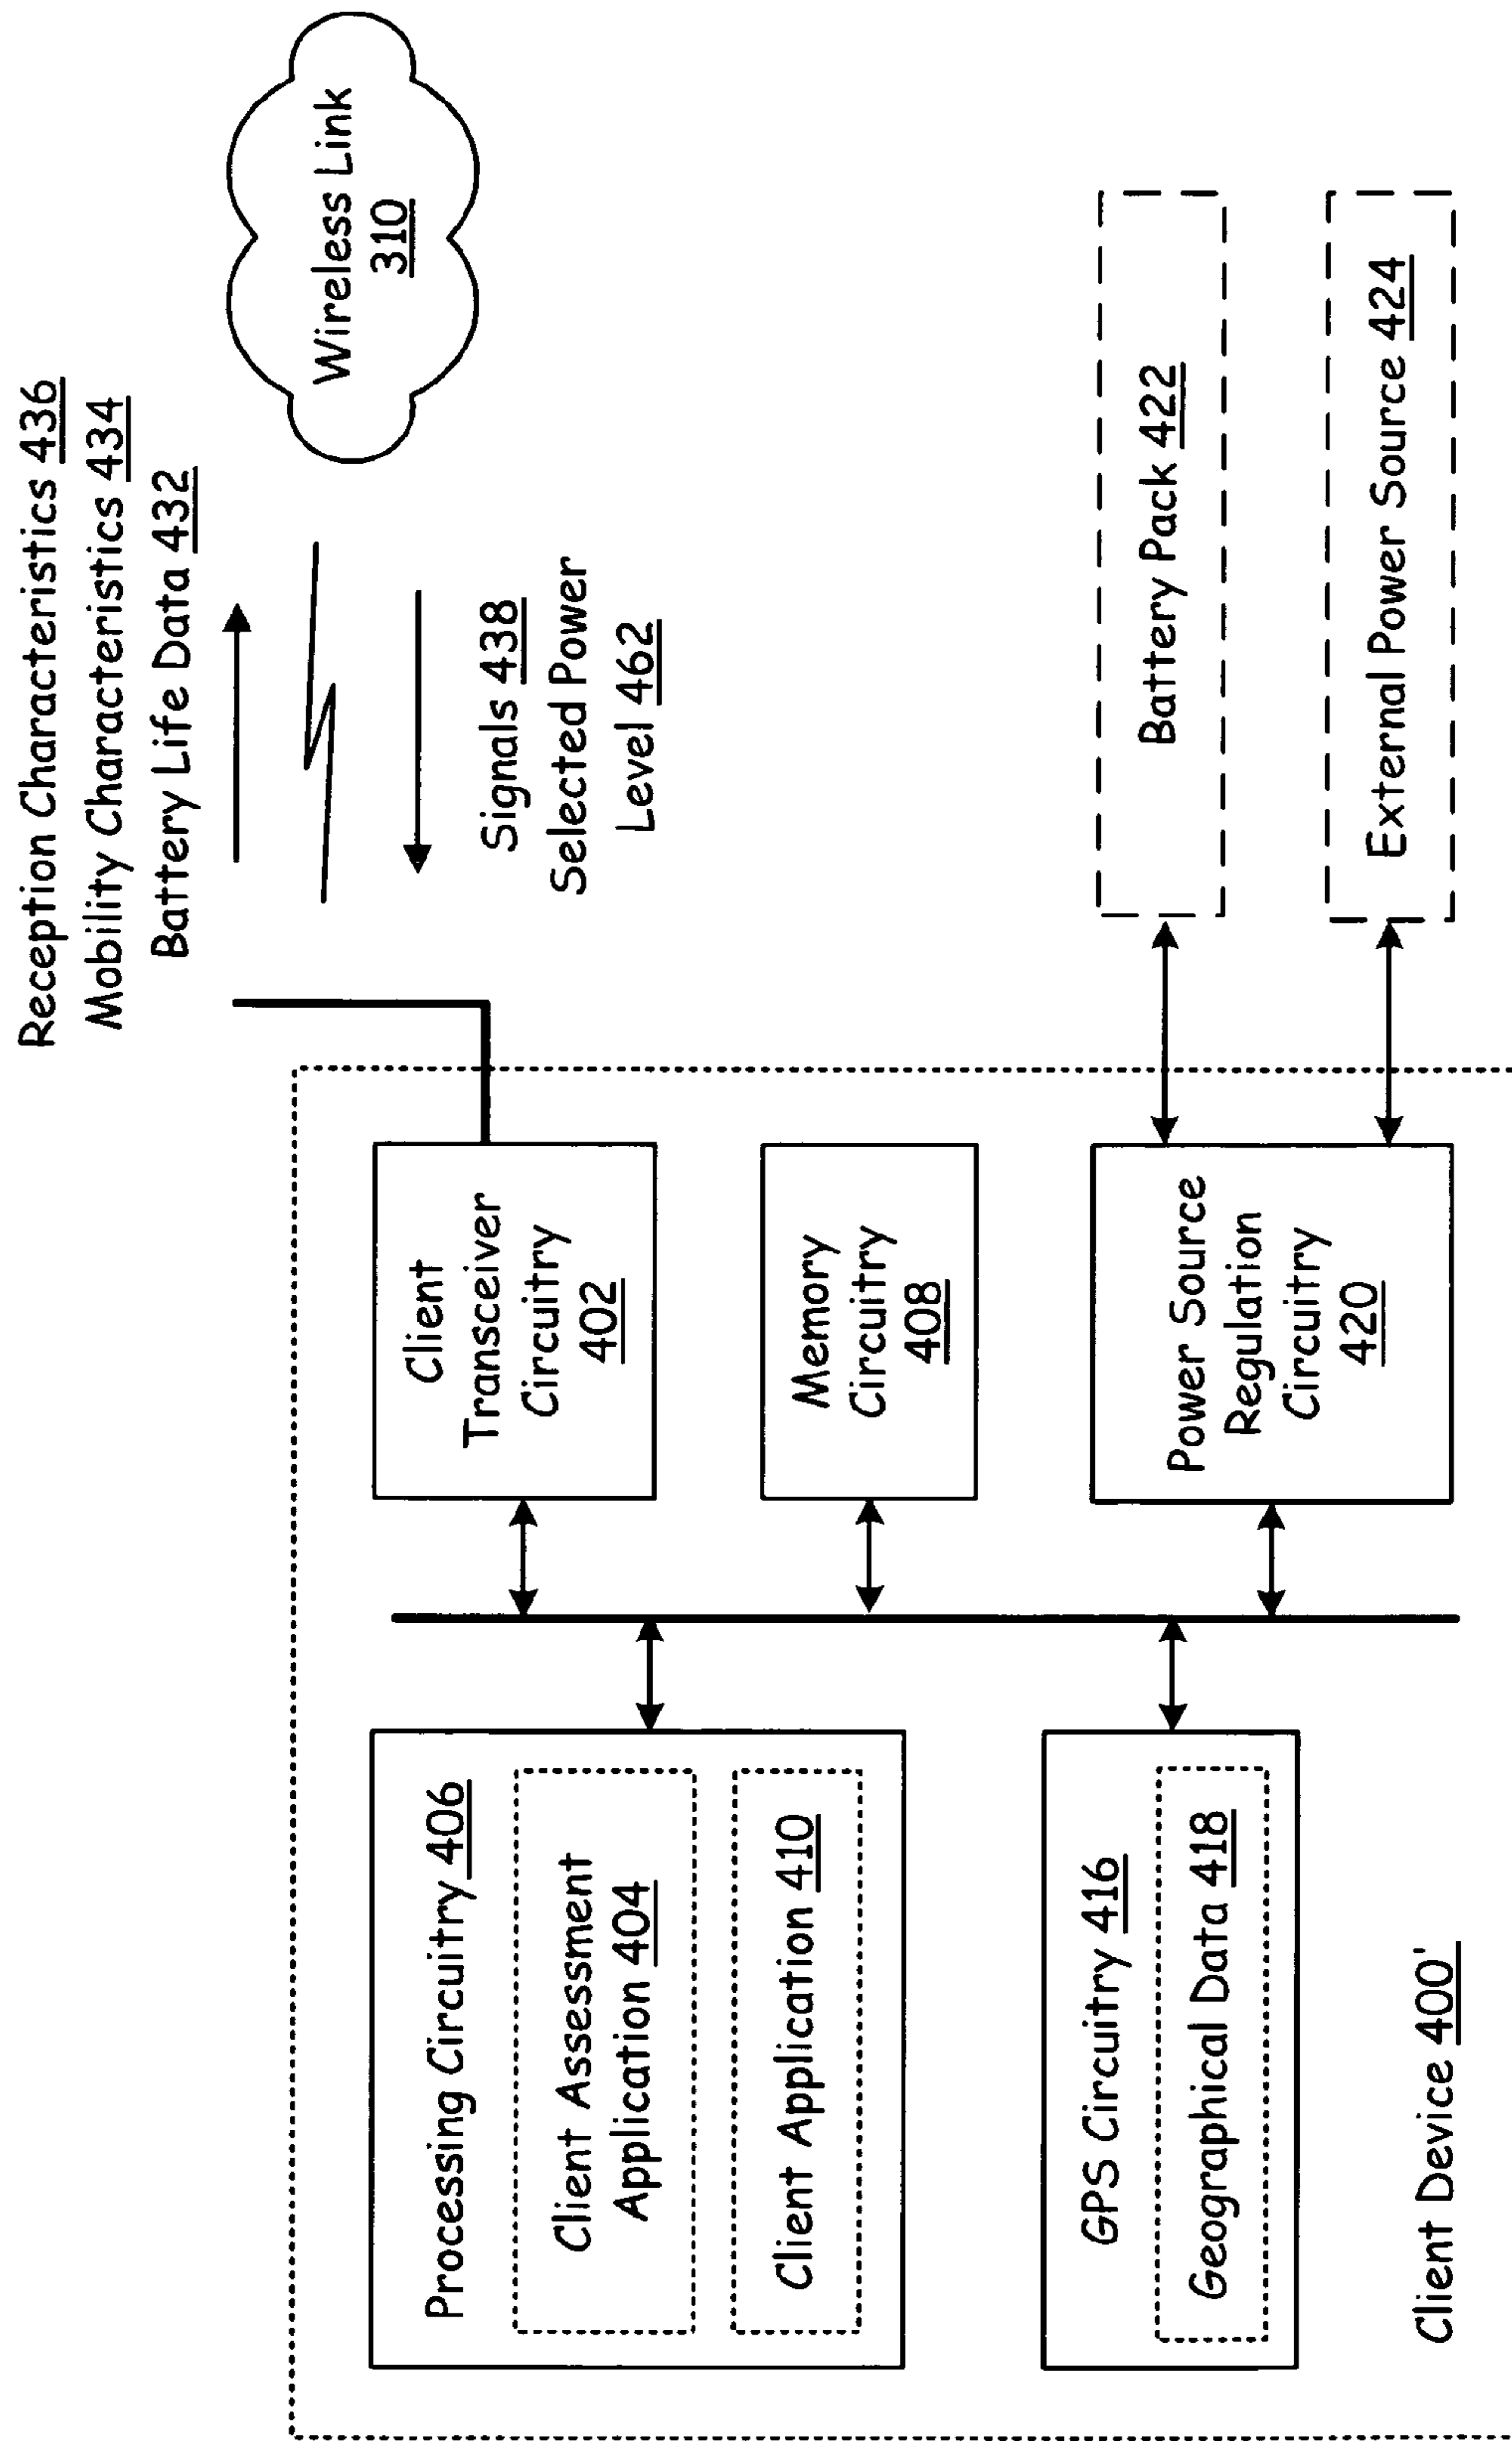 Reception Characteristics 436
Mobility Characteristics 434
Battery Life Data 432
Wireless Link
310
Signals 438
Selected Power
Level 462
Processing Circuitry 406
Client Assessment
Application 404
Client Application 410
GPS Circuitry 416
Geographical Data 418
Client Device 400'
Client
Transceiver
Circuitry
402
Memory
Circuitry
408
Power Source
Regulation
Circuitry
420
Battery Pack 422
External Power Source 424